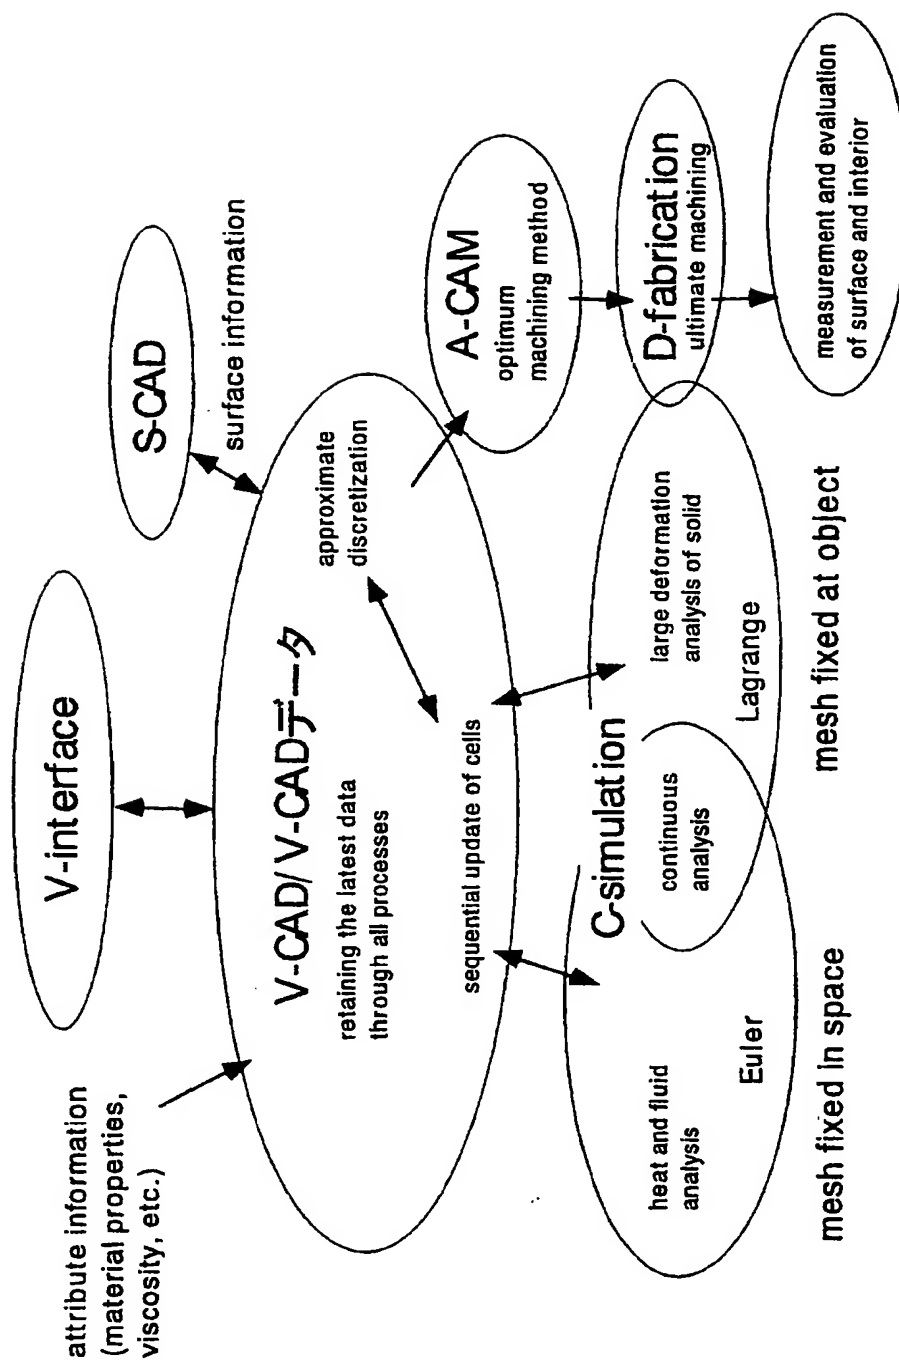 attribute information
(material properties,
viscosity, etc.)
V-interface
S-CAD
surface information
V-CAD/V-CADデータ
retaining the latest data
through all processes
approximate
discretization
sequential update of cells
A-CAM
optimum
machining method
C-simulation
heat and fluid
analysis
Euler
continuous
analysis
large deformation
analysis of solid
Lagrange
D-fabrication
ultimate machining
mesh fixed in space
mesh fixed at object
measurement and evaluation
of surface and interior